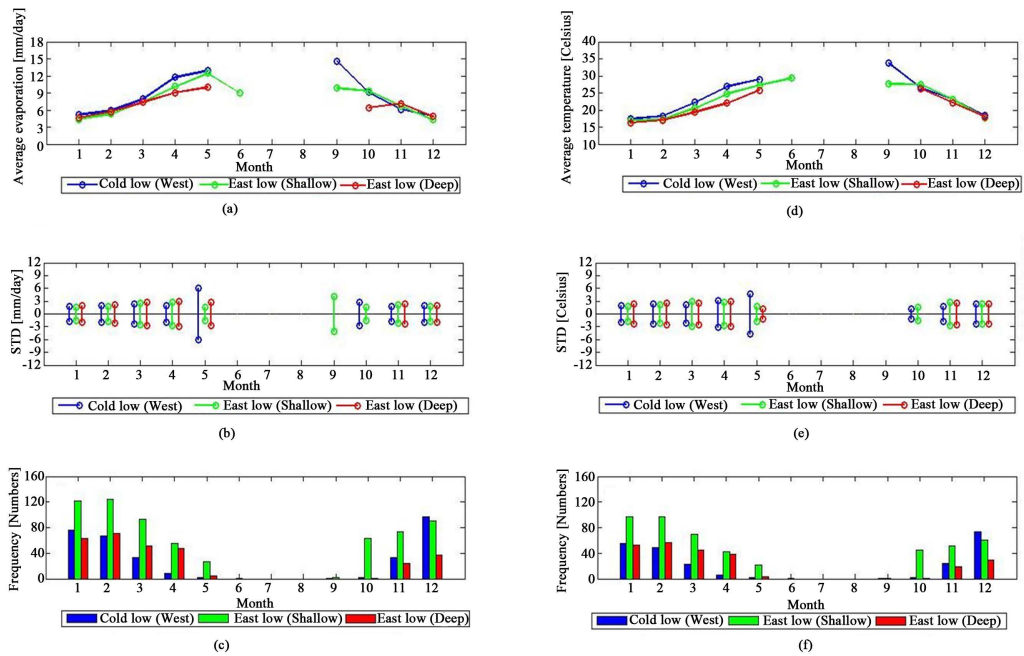 Average evaporation [mm/day]
18
15
12
9
6
3
0
1 2 3 4 5 6 7 8 9 10 11 12
Month
Cold low (West) East low (Shallow) East low (Deep)
(a)
Average temperature [Celsius]
40
35
30
25
20
15
10
1 2 3 4 5 6 7 8 9 10 11 12
Month
Cold low (West) East low (Shallow) East low (Deep)
(d)
STD [mm/day]
12
9
6
3
0
-3
-6
-9
-12
1 2 3 4 5 6 7 8 9 10 11 12
Month
Cold low (West) East low (Shallow) East low (Deep)
(b)
STD [Celsius]
12
9
6
3
0
-3
-6
-9
-12
1 2 3 4 5 6 7 8 9 10 11 12
Month
Cold low (West) East low (Shallow) East low (Deep)
(e)
Frequency [Numbers]
160
120
80
40
0
1 2 3 4 5 6 7 8 9 10 11 12
Month
Cold low (West) East low (Shallow) East low (Deep)
(c)
Frequency [Numbers]
160
120
80
40
0
1 2 3 4 5 6 7 8 9 10 11 12
Month
Cold low (West) East low (Shallow) East low (Deep)
(f)